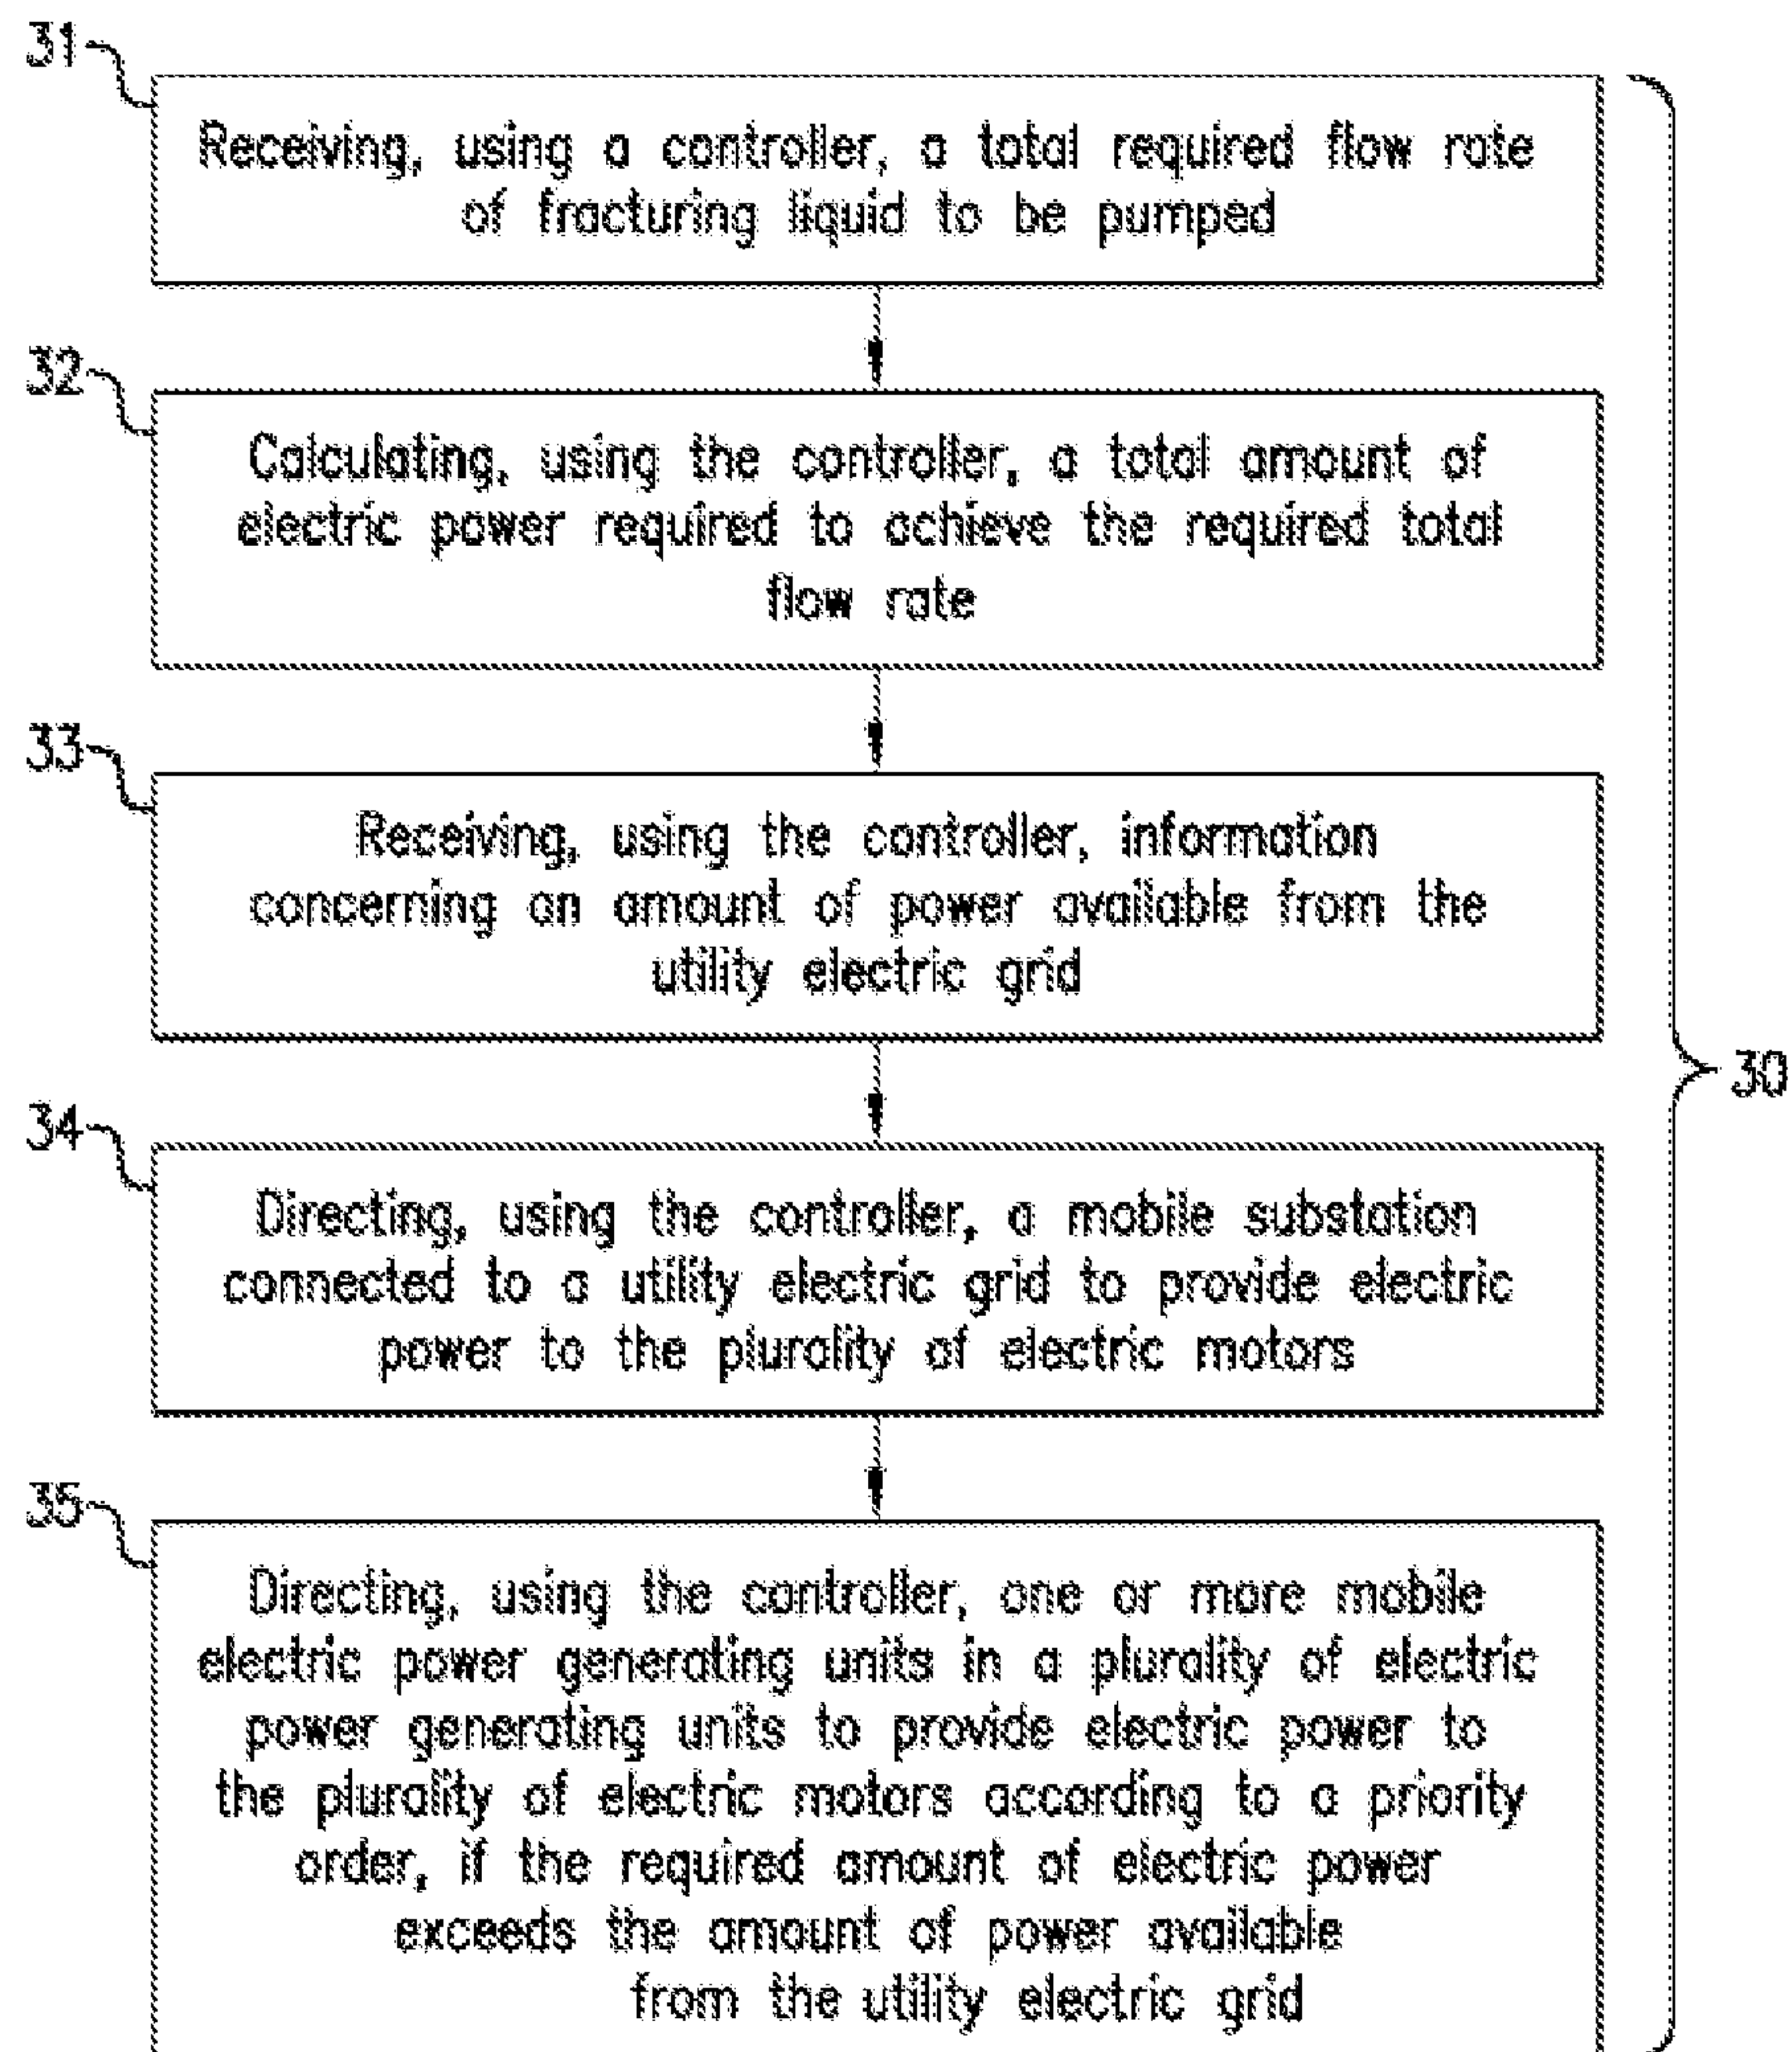 31
Receiving, using a controller, a total required flow rate
of fracturing liquid to be pumped
32
Calculating, using the controller, a total amount of
electric power required to achieve the required total
flow rate
33
Receiving, using the controller, information
concerning an amount of power available from the
utility electric grid
30
34
Directing, using the controller, a mobile substation
connected to a utility electric grid to provide electric
power to the plurality of electric motors
35
Directing, using the controller, one or more mobile
electric power generating units in a plurality of electric
power generating units to provide electric power to
the plurality of electric motors according to a priority
order, if the required amount of electric power
exceeds the amount of power available
from the utility electric grid